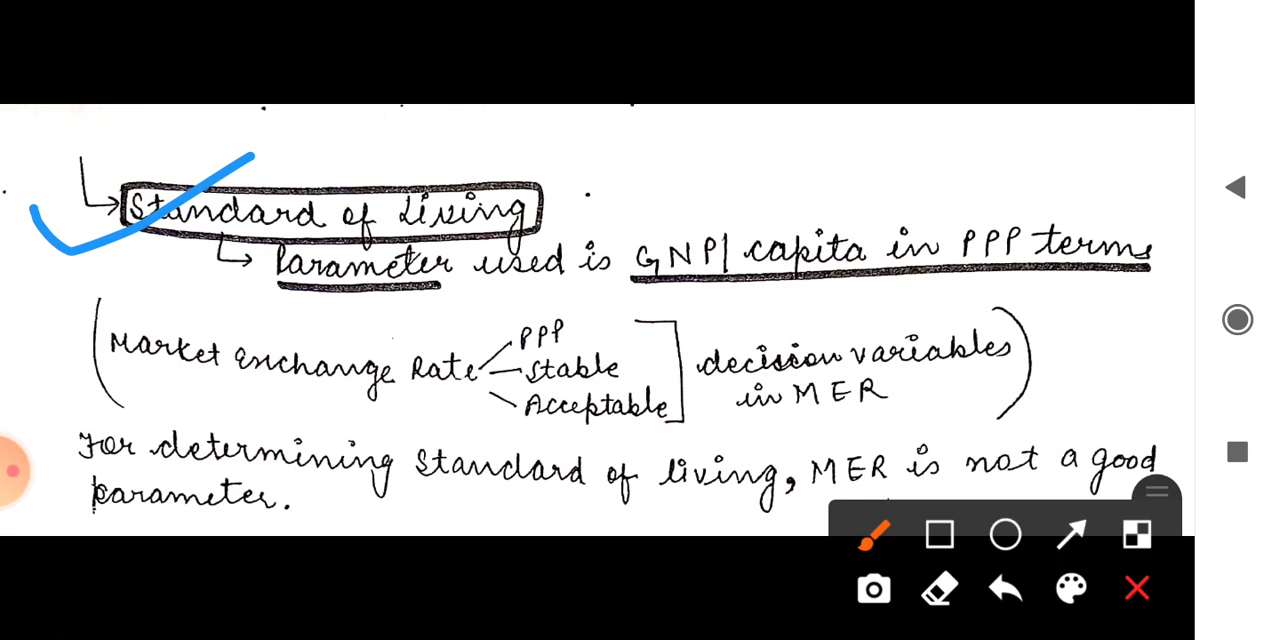 Standard of Living
Parameter used is GNP/capita in PPP terms
Market Exchange Rate
PPP
Stable
Acceptable
decision variables
in MER
For determining standard of living, MER is not a good
parameter.